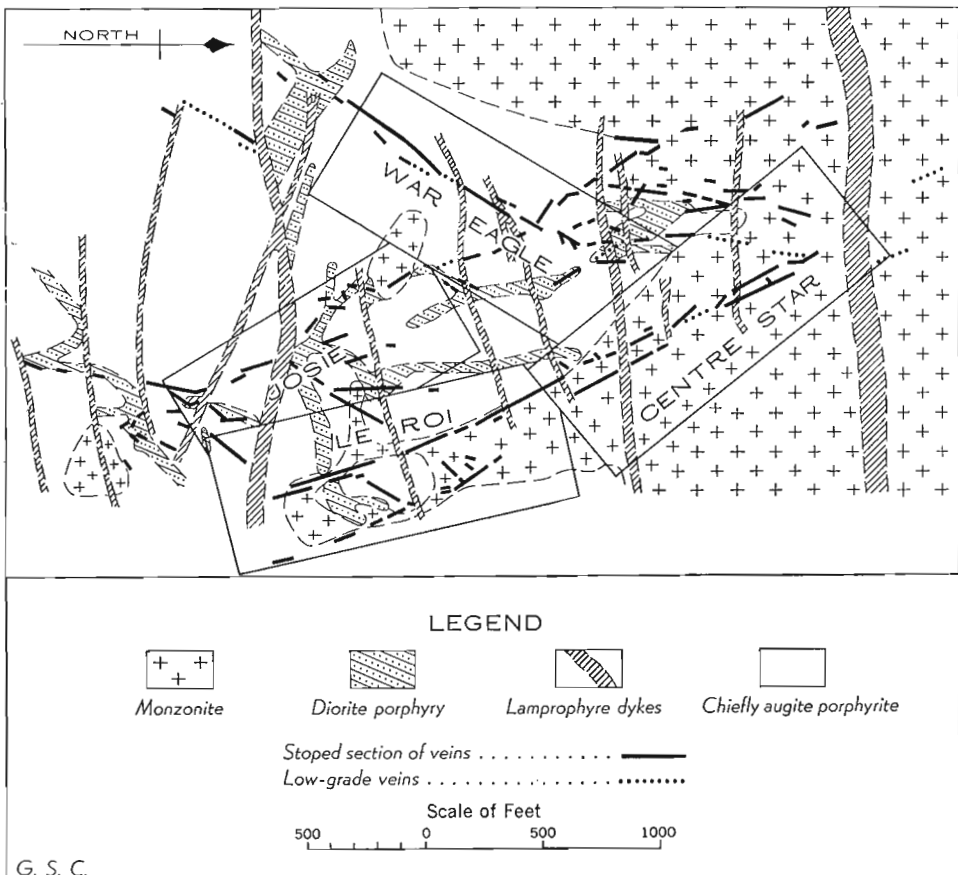 NORTH
WAR EAGLE
JOSIE
LE ROI
CENTRE STAR
LEGEND
Monzonite Diorite porphyry Lamprophyre dykes Chiefly augite porphyrite
Stoped section of veins . . . . . . . . . . . .
Low-grade veins . . . . . . . . . . . . . . .
Scale of Feet
500 0 500 1000
G. S. C.